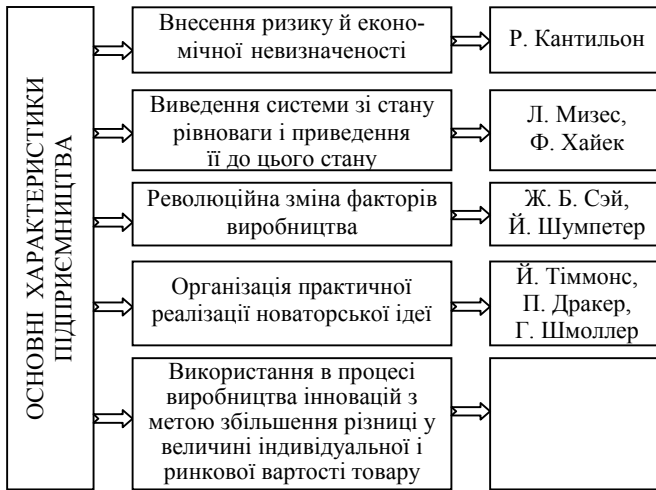 ОСНОВНІ ХАРАКТЕРИСТИКИ
ПІДПРИЄМНИЦТВА
Внесення ризику й еконо-
мічної невизначеності
Р. Кантильон
Виведення системи зі стану
рівноваги і приведення
її до цього стану
Л. Мизес,
Ф. Хайек
Революційна зміна факторів
виробництва
Ж. Б. Сэй,
Й. Шумпетер
Організація практичної
реалізації новаторської ідеї
Й. Тіммонс,
П. Дракер,
Г. Шмоллер
Використання в процесі
виробництва інновацій з
метою збільшення різниці у
величині індивідуальної і
ринкової вартості товару